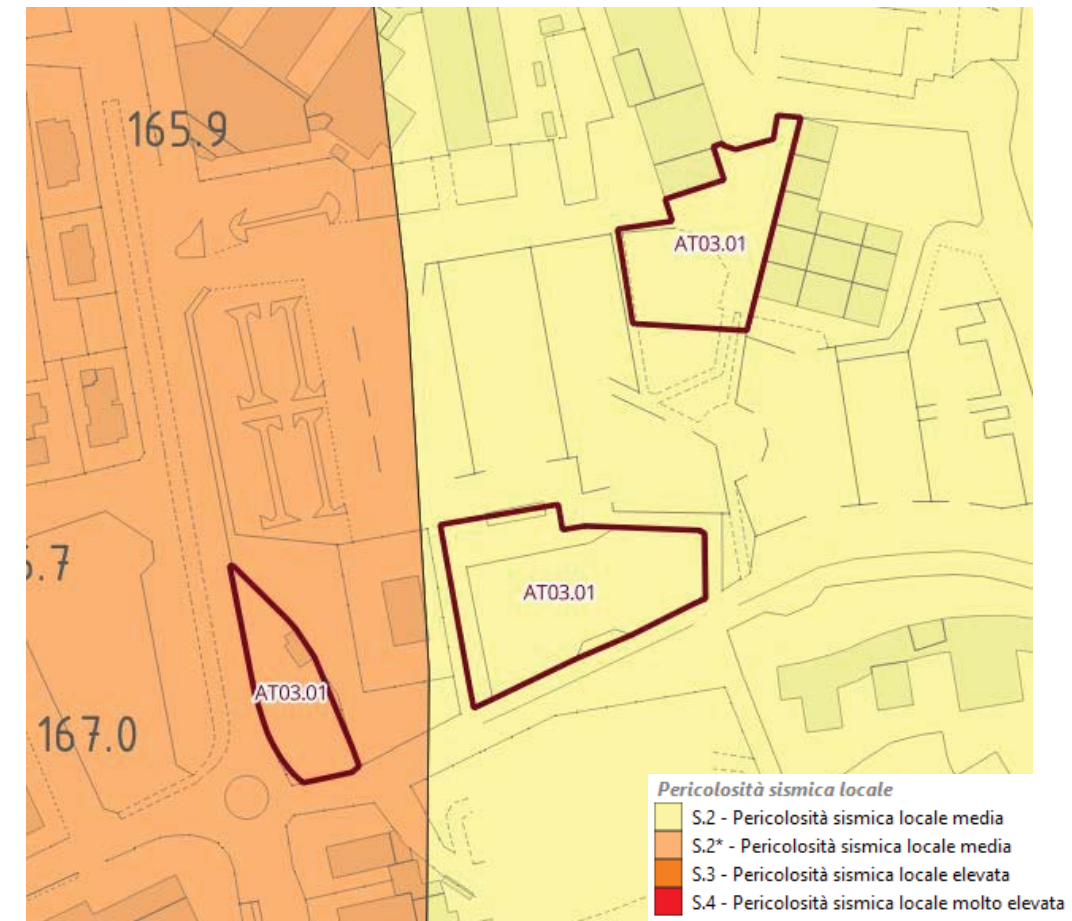 165.9
AT03.01
.7
AT03.01
AT03.01
167.0
Pericolosità sismica locale
S.2 - Pericolosità sismica locale media
S.2* - Pericolosità sismica locale media
S.3 - Pericolosità sismica locale elevata
S.4 - Pericolosità sismica locale molto elevata